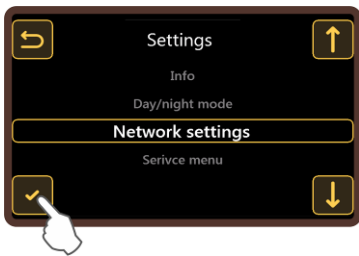 Settings
Info
Day/night mode
Network settings
Serivce menu